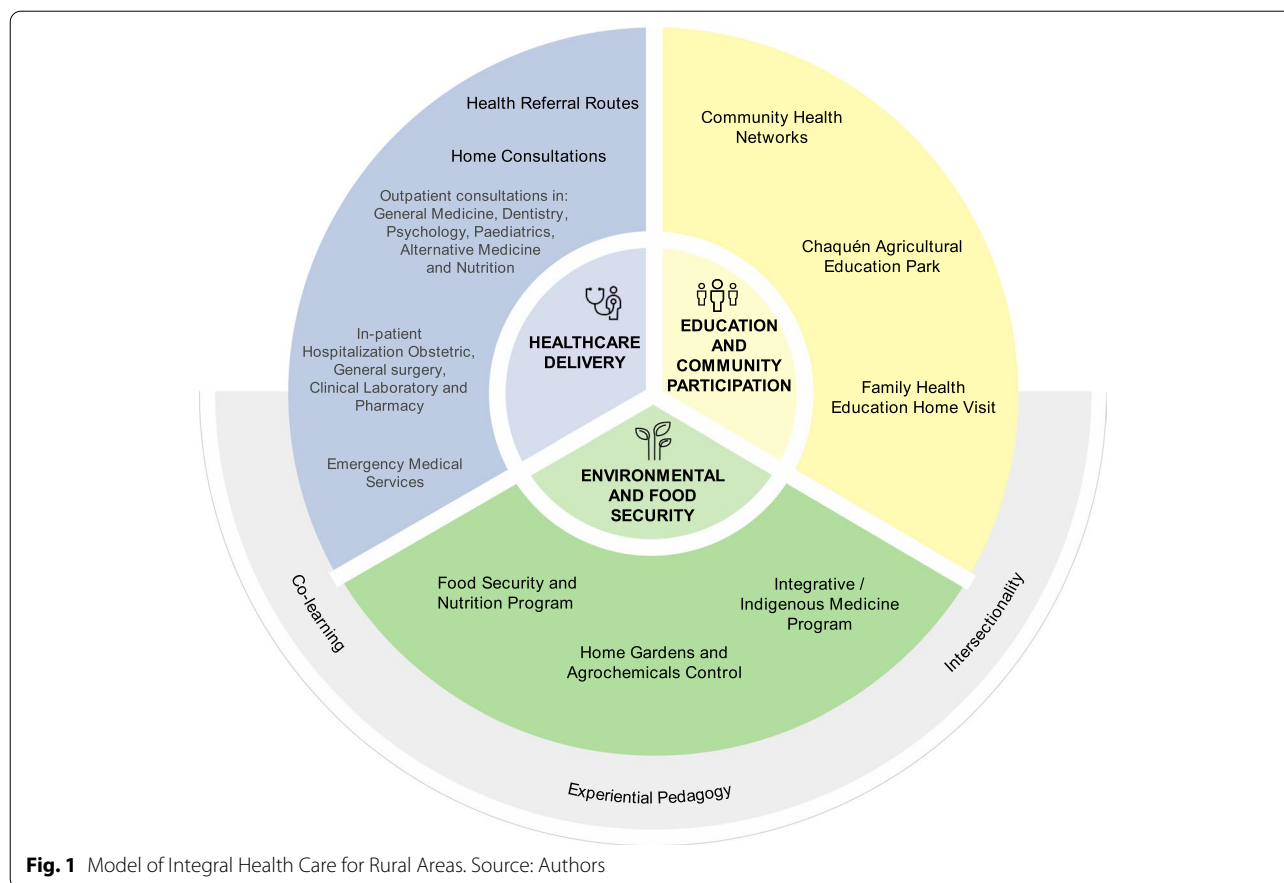 Health Referral Routes
Home Consultations
Outpatient consultations in:
General Medicine, Dentistry,
Psychology, Paediatrics,
Alternative Medicine
and Nutrition
In-patient
Hospitalization Obstetric,
General surgery,
Clinical Laboratory and
Pharmacy
Emergency Medical
Services
HEALTHCARE
DELIVERY
Community Health
Networks
Chaquén Agricultural
Education Park
Family Health
Education Home Visit
EDUCATION
AND
COMMUNITY
PARTICIPATION
ENVIRONMENTAL
AND FOOD
SECURITY
Food Security and
Nutrition Program
Integrative /
Indigenous Medicine
Program
Home Gardens and
Agrochemicals Control
Co-learning
Experiential Pedagogy
Intersectionality
Fig. 1 Model of Integral Health Care for Rural Areas. Source: Authors